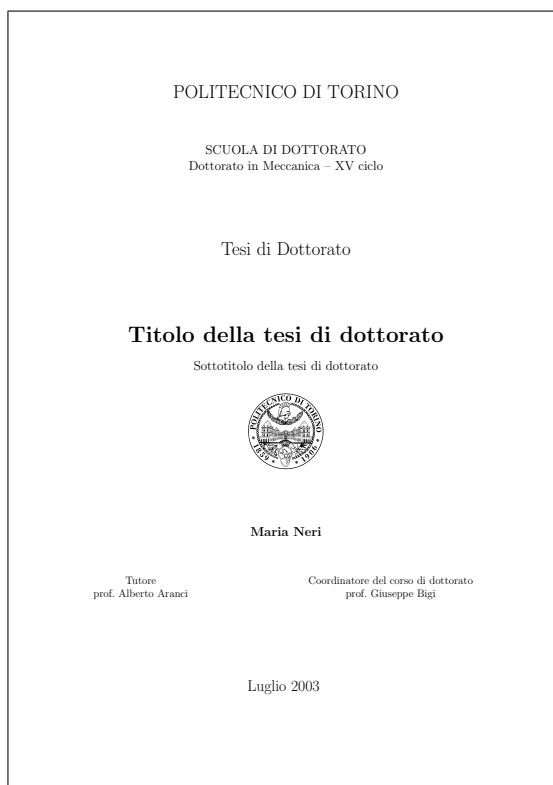 POLITECNICO DI TORINO
SCUOLA DI DOTTORATO
Dottorato in Meccanica – XV ciclo
Tesi di Dottorato
Titolo della tesi di dottorato
Sottotitolo della tesi di dottorato
POLITECNICO DI TORINO
1859 • 1906
Maria Neri
Tutore
prof. Alberto Aranci
Coordinatore del corso di dottorato
prof. Giuseppe Bigi
Luglio 2003